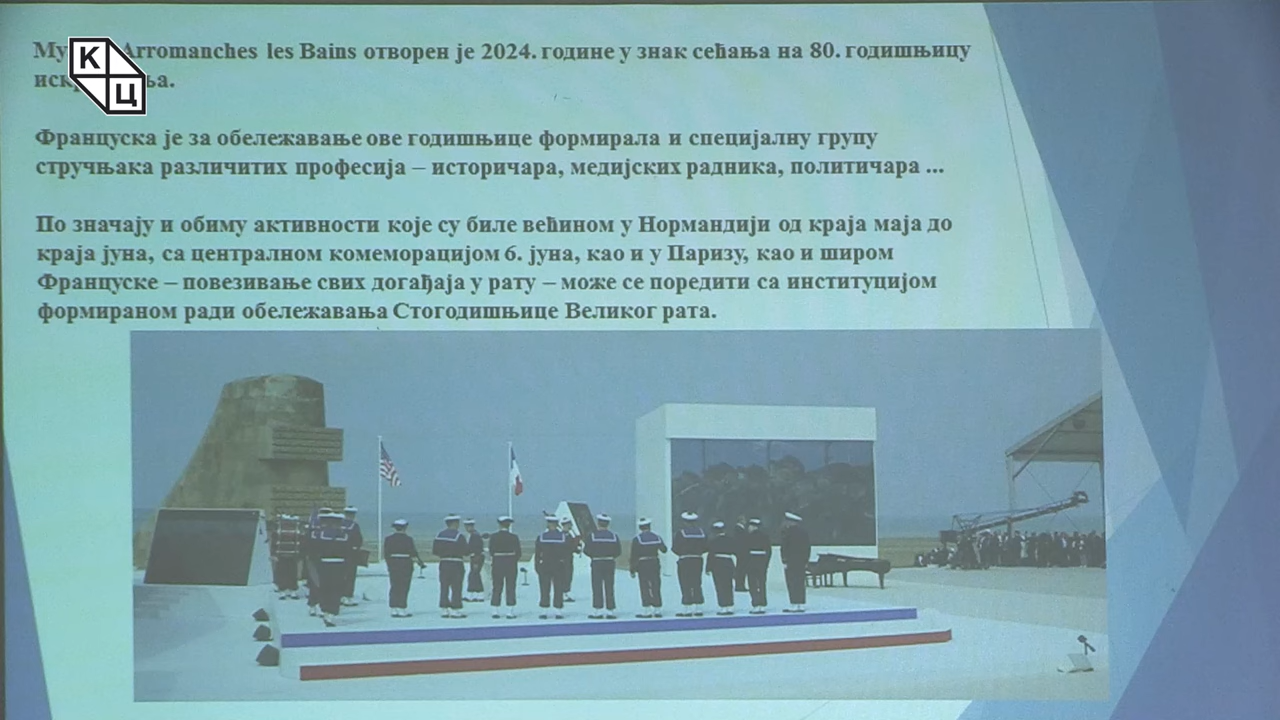 К
Ц
Arromanches les Bains отворен је 2024. године у знак сећања на 80. годишњицу
Француска је за обележавање ове годишњице формирала и специјалну групу
стручњака различитих професија – историчара, медијских радника, политичара ...
По значају и обиму активности које су биле већином у Нормандији од краја маја до
краја јуна, са централном комеморацијом 6. јуна, као и у Паризу, као и широм
Француске – повезивање свих догађаја у рату – може се поредити са институцијом
формираном ради обележавања Стогодишњице Великог рата.